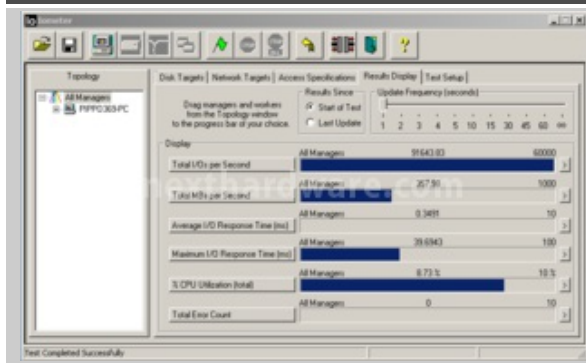 Iometer
Topology
All Managers
PIPPO369-PC
Disk Targets | Network Targets | Access Specifications | Results Display | Test Setup
Drag managers and workers
from the Topology window
to the progress bar of your choice.
Results Since
Start of Test
Last Update
Update Frequency (seconds)
1 2 3 4 5 10 15 30 45 60 ∞
Display
All Managers 91643.03 60000
Total I/Os per Second
All Managers 357.98 1000
Total MBs per Second
nexthardware.com
All Managers 0.3491 10
Average I/O Response Time (ms)
All Managers 39.6943 100
Maximum I/O Response Time (ms)
All Managers 8.73 % 10 %
% CPU Utilization (total)
All Managers 0 10
Total Error Count
Test Completed Successfully